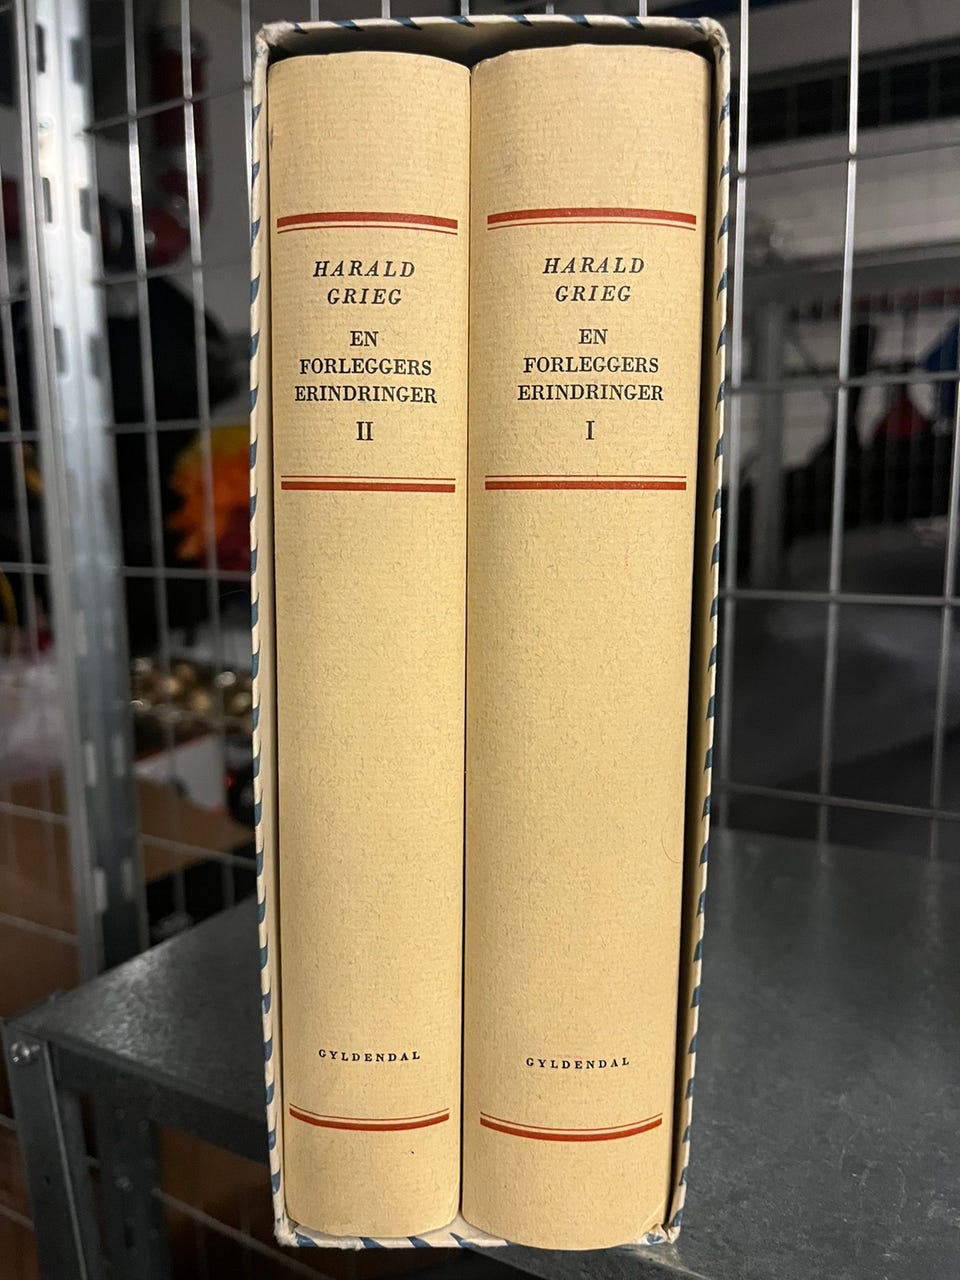 HARALD
GRIEG
EN
FORLEGGERS
ERINDRINGER
II
GYLDENDAL
HARALD
GRIEG
EN
FORLEGGERS
ERINDRINGER
I
GYLDENDAL